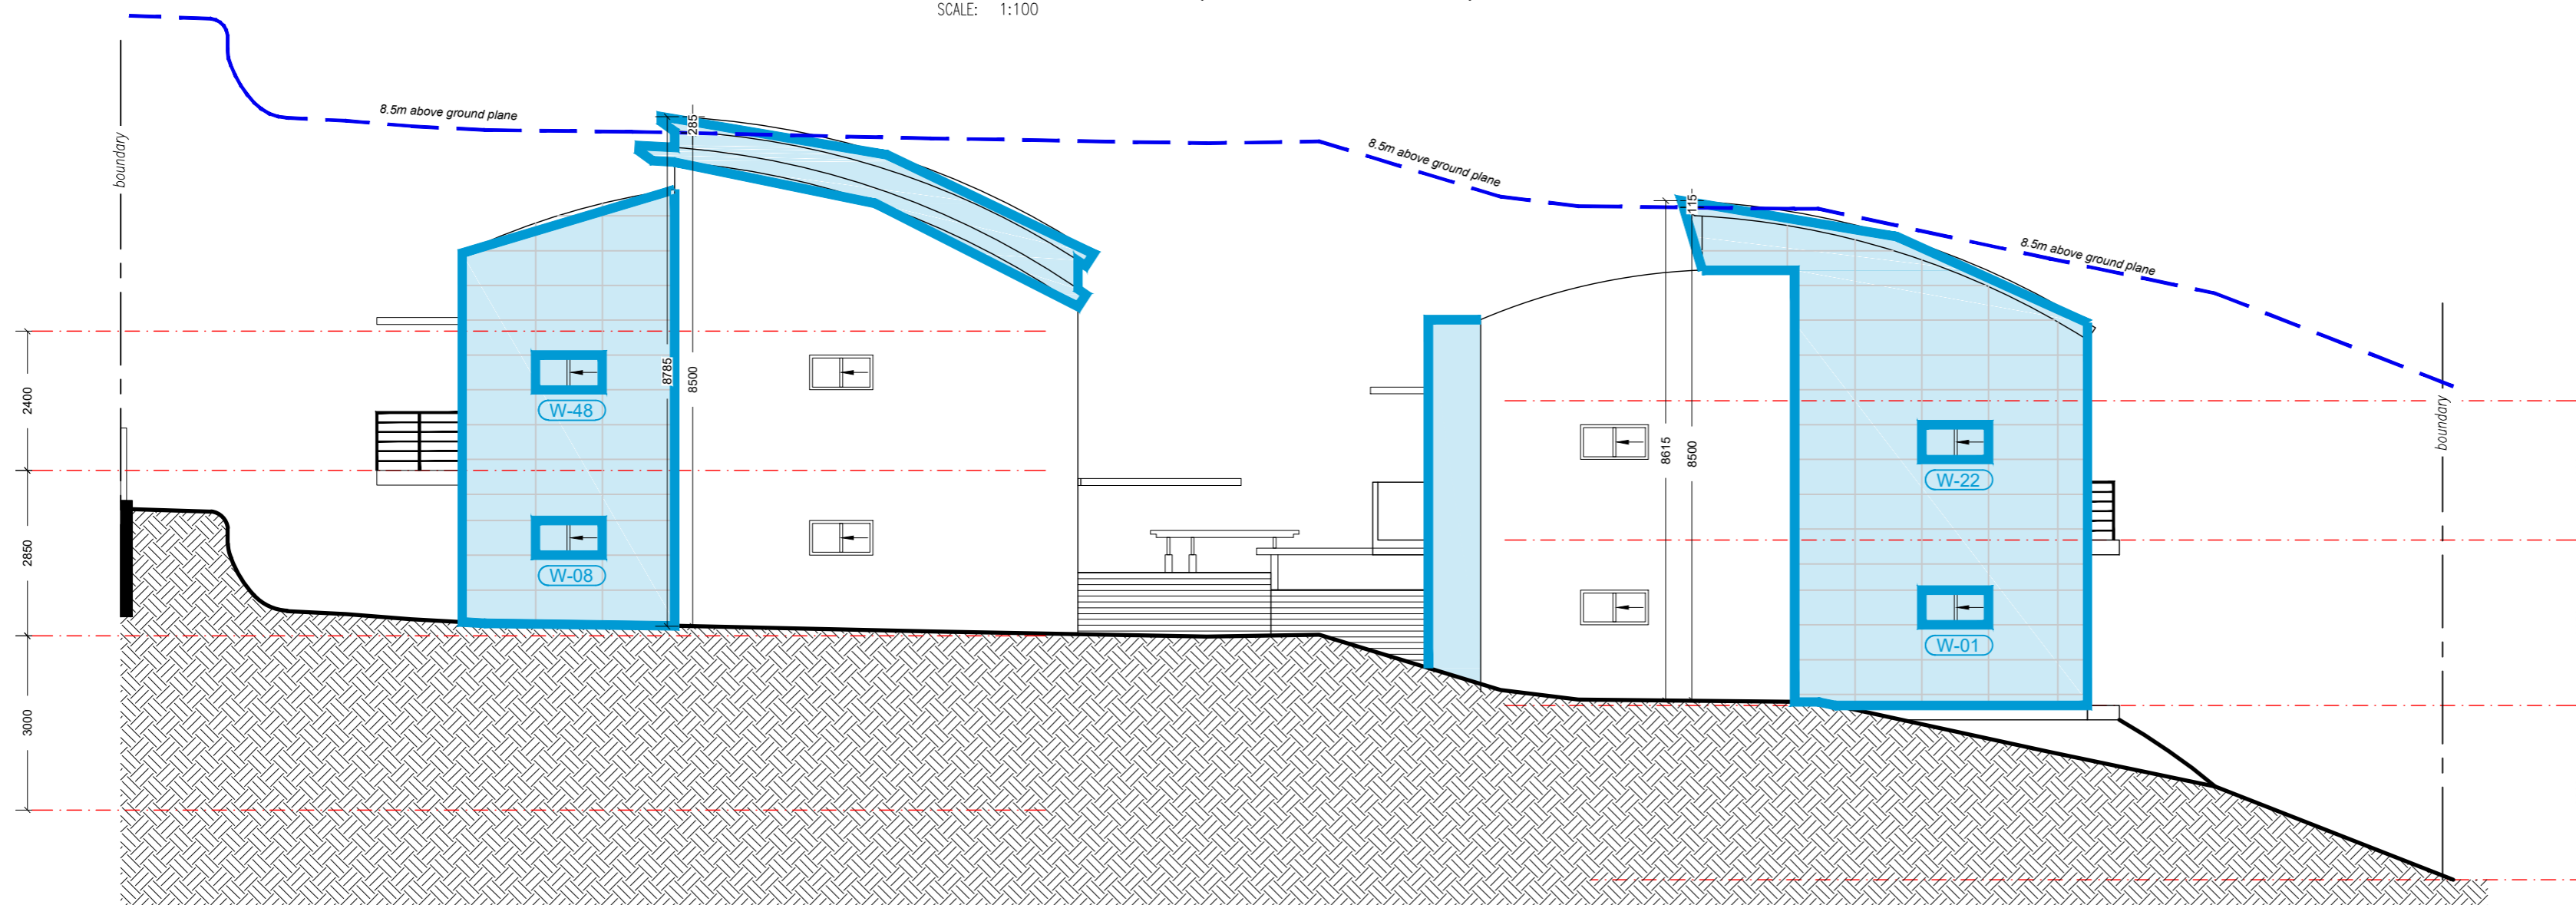 SCALE: 1:100
8.5m above ground plane
285
boundary
8.5m above ground plane
115
8.5m above ground plane
2400
W-48
8785
8500
8615
8500
boundary
W-22
2850
W-08
W-01
3000